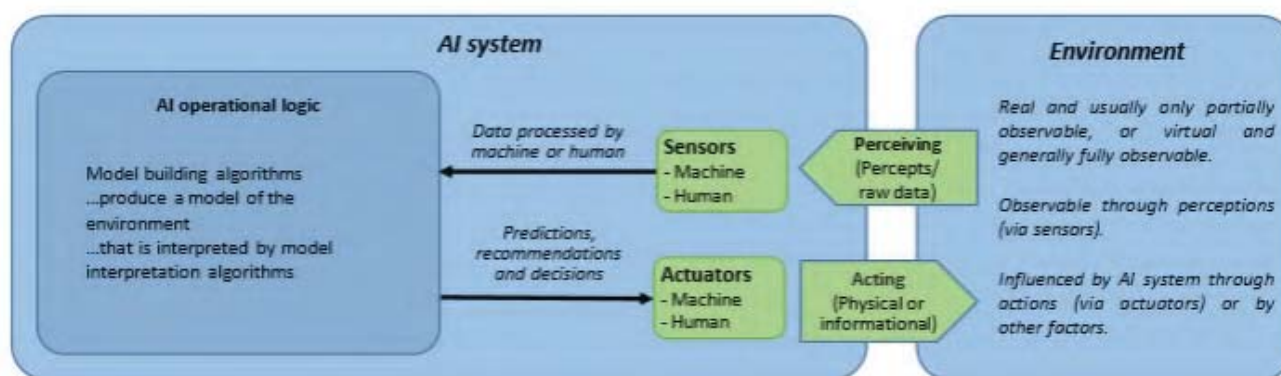 AI system
AI operational logic
Model building algorithms
...produce a model of the
environment
...that is interpreted by model
interpretation algorithms
Data processed by
machine or human
Predictions,
recommendations
and decisions
Sensors
- Machine
- Human
Actuators
- Machine
- Human
Perceiving
(Percepts/
raw data)
Acting
(Physical or
informational)
Environment
Real and usually only partially
observable, or virtual and
generally fully observable.
Observable through perceptions
(via sensors).
Influenced by AI system through
actions (via actuators) or by
other factors.